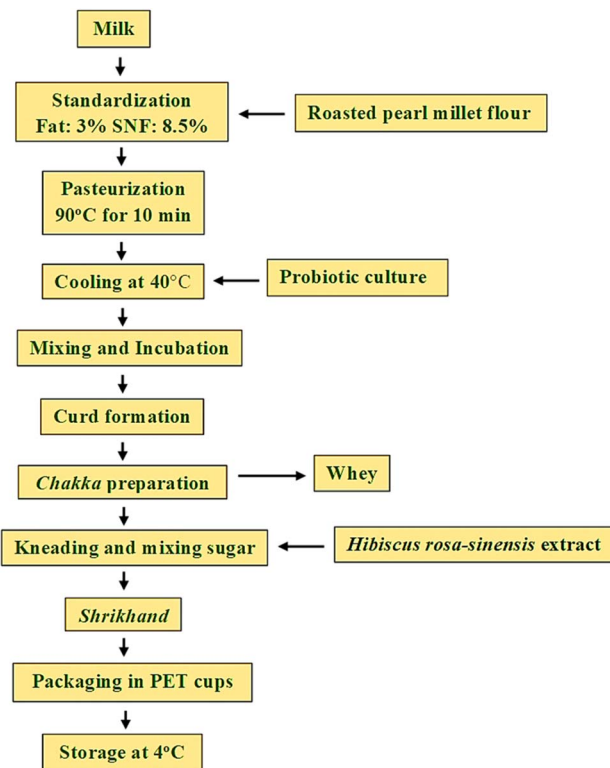 Milk
Standardization
Fat: 3% SNF: 8.5%
Roasted pearl millet flour
Pasteurization
90°C for 10 min
Cooling at 40°C
Probiotic culture
Mixing and Incubation
Curd formation
Chakka preparation
Whey
Kneading and mixing sugar
Hibiscus rosa-sinensis extract
Shrikhand
Packaging in PET cups
Storage at 4°C